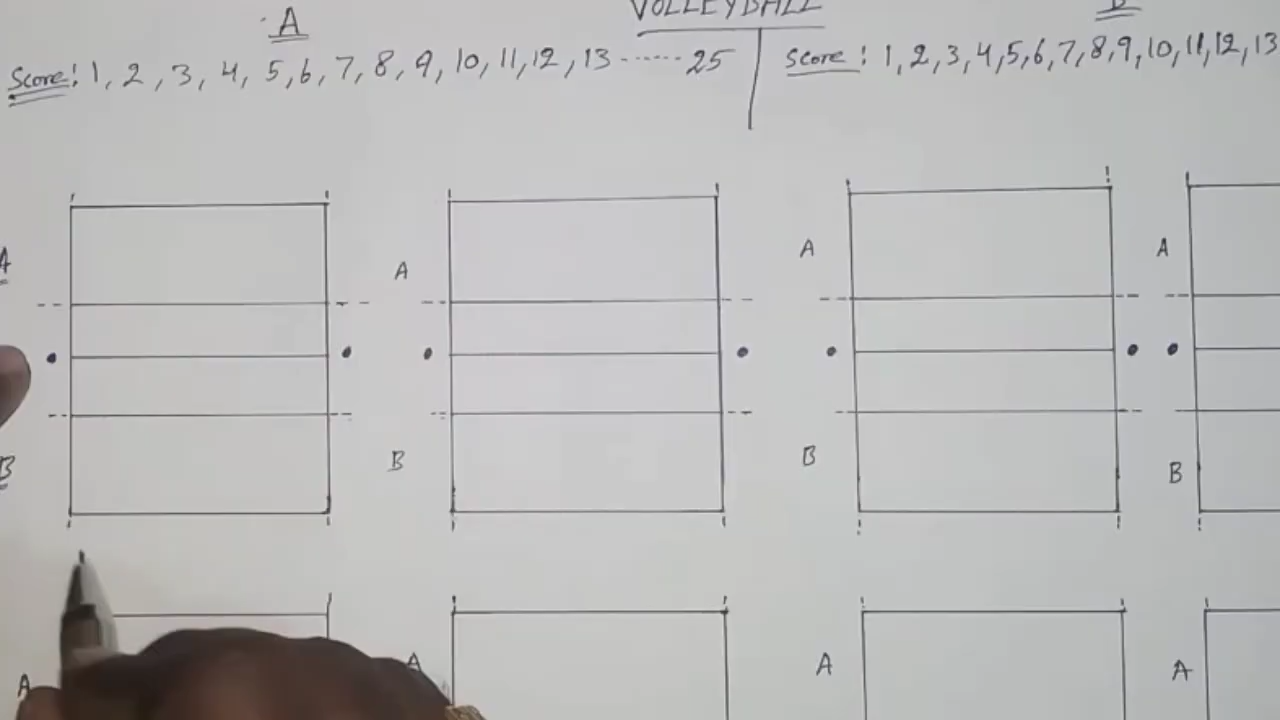 VOLLEYBALL
A B
Score: 1, 2, 3, 4, 5, 6, 7, 8, 9, 10, 11, 12, 13 ...... 25 Score: 1, 2, 3, 4, 5, 6, 7, 8, 9, 10, 11, 12, 13
A A A A
B B B B
A A A A